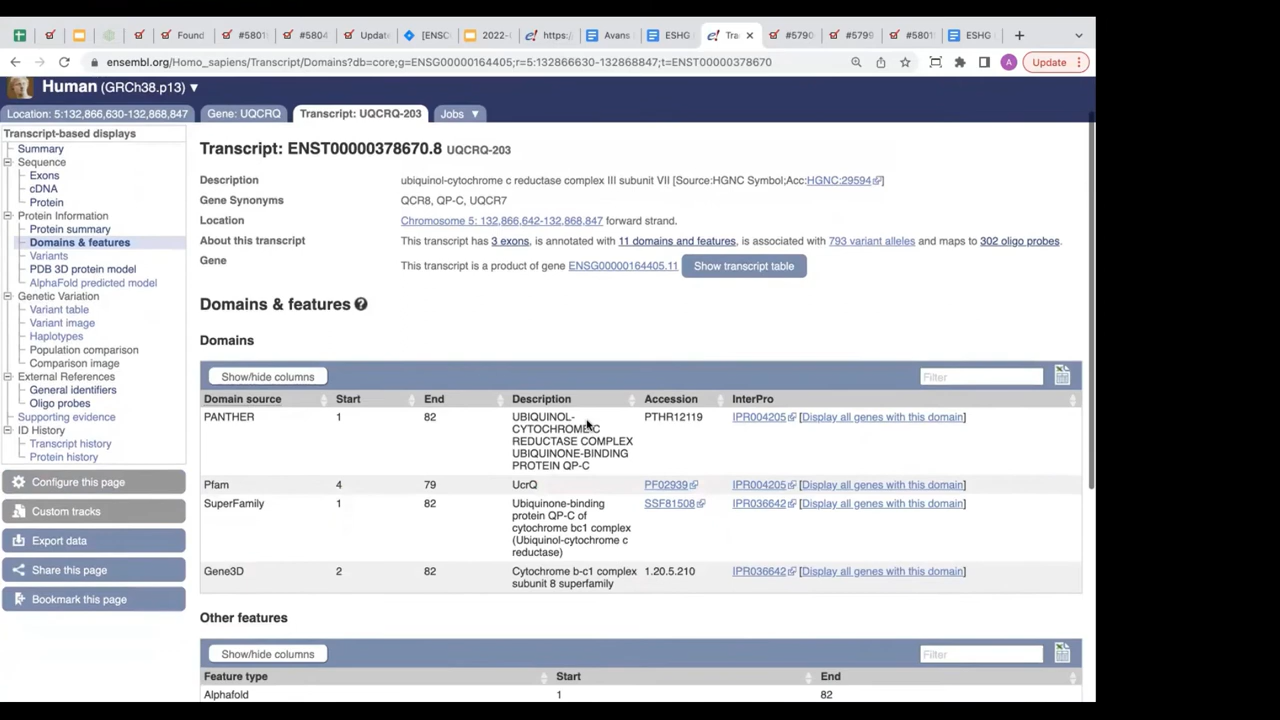 Found
#5801
#5804
Update
[ENSC
2022-
https:
Avans
ESHG
Tra
#5790
#5799
#5801
ESHG
ensembl.org/Homo_sapiens/Transcript/Domains?db=core;g=ENSG00000164405;r=5:132866630-132868847;t=ENST00000378670
A
Update
Human (GRCh38.p13) ▼
Location: 5:132,866,630-132,868,847
Gene: UQCRQ
Transcript: UQCRQ-203
Jobs ▼
Transcript-based displays
Summary
Sequence
Exons
cDNA
Protein
Protein Information
Protein summary
Domains & features
Variants
PDB 3D protein model
AlphaFold predicted model
Genetic Variation
Variant table
Variant image
Haplotypes
Population comparison
Comparison image
External References
General identifiers
Oligo probes
Supporting evidence
ID History
Transcript history
Protein history
Configure this page
Custom tracks
Export data
Share this page
Bookmark this page
Transcript: ENST00000378670.8 UQCRQ-203
Description ubiquinol-cytochrome c reductase complex III subunit VII [Source:HGNC Symbol;Acc:HGNC:29594]
Gene Synonyms QCR8, QP-C, UQCR7
Location Chromosome 5: 132,866,642-132,868,847 forward strand.
About this transcript This transcript has 3 exons, is annotated with 11 domains and features, is associated with 793 variant alleles and maps to 302 oligo probes.
Gene This transcript is a product of gene ENSG00000164405.11 Show transcript table
Domains & features ?
Domains
Show/hide columns Filter
Domain source Start End Description Accession InterPro
PANTHER 1 82 UBIQUINOL- PTHR12119 IPR004205 [Display all genes with this domain]
CYTOCHROME C
REDUCTASE COMPLEX
UBIQUINONE-BINDING
PROTEIN QP-C
Pfam 4 79 UcrQ PF02939 IPR004205 [Display all genes with this domain]
SuperFamily 1 82 Ubiquinone-binding SSF81508 IPR036642 [Display all genes with this domain]
protein QP-C of
cytochrome bc1 complex
(Ubiquinol-cytochrome c
reductase)
Gene3D 2 82 Cytochrome b-c1 complex 1.20.5.210 IPR036642 [Display all genes with this domain]
subunit 8 superfamily
Other features
Show/hide columns Filter
Feature type Start End
Alphafold 1 82